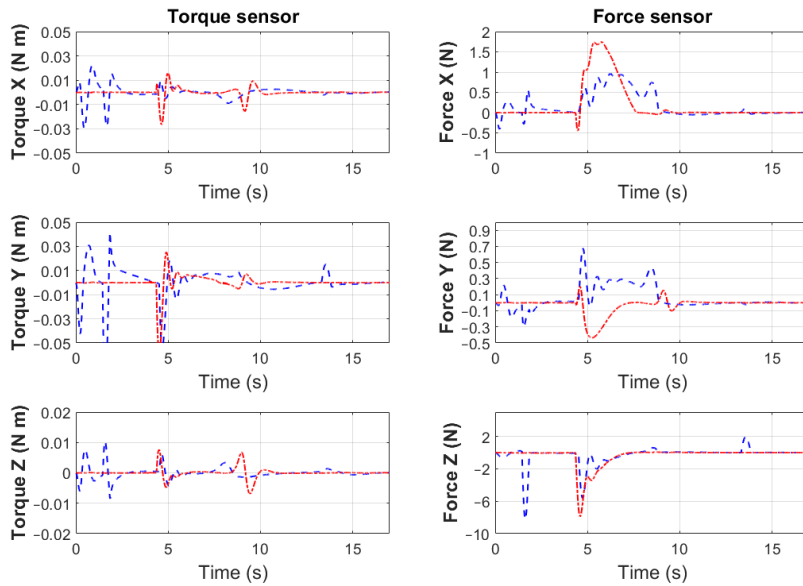 Torque sensor
Torque X (N m)
0.05
0.03
0.01
−0.01
−0.03
−0.05
0 5 10 15
Time (s)
Force sensor
Force X (N)
2
1.5
1
0.5
0
−0.5
−1
0 5 10 15
Time (s)
Torque Y (N m)
0.05
0.03
0.01
−0.01
−0.03
−0.05
0 5 10 15
Time (s)
Force Y (N)
0.9
0.7
0.5
0.3
0.1
−0.1
−0.3
−0.5
0 5 10 15
Time (s)
Torque Z (N m)
0.02
0.01
0
−0.01
−0.02
0 5 10 15
Time (s)
Force Z (N)
2
−2
−6
−10
0 5 10 15
Time (s)